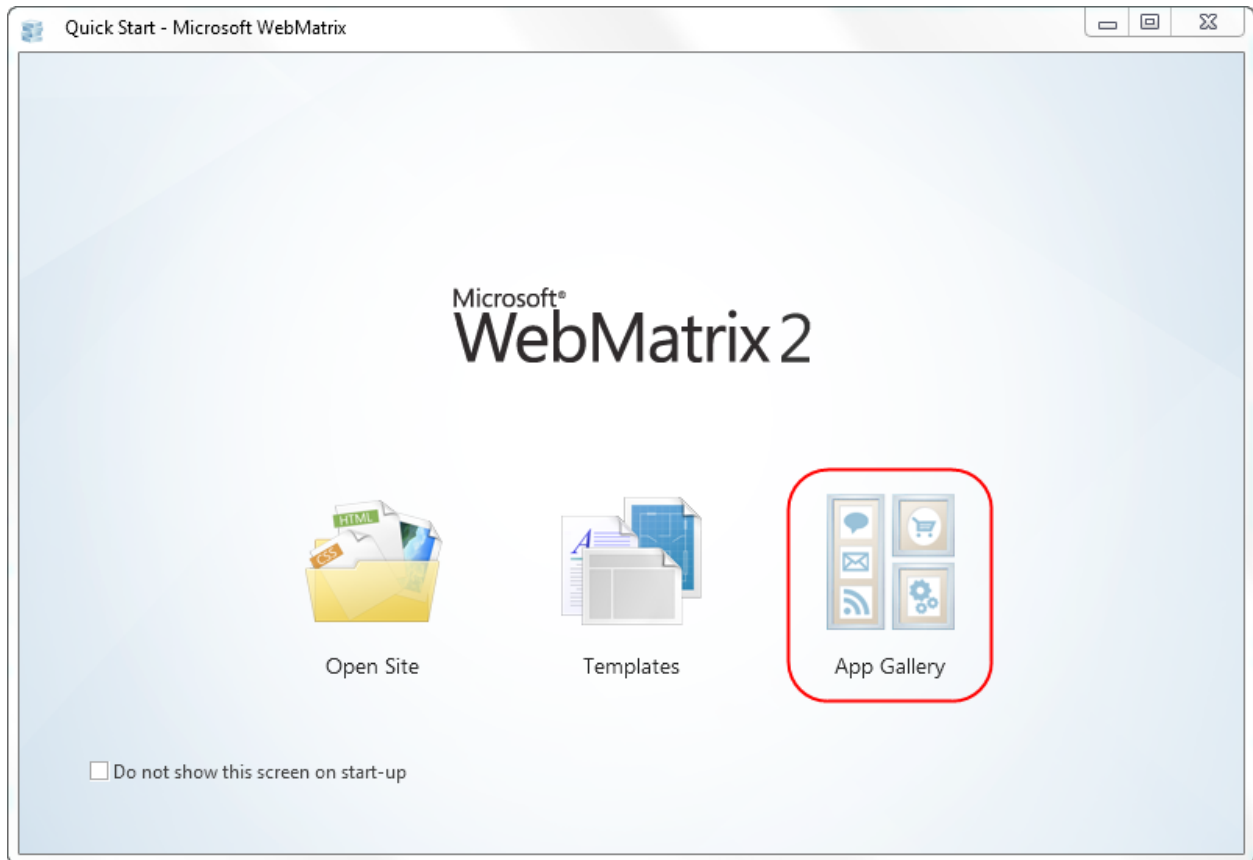 Quick Start - Microsoft WebMatrix
Microsoft®
WebMatrix 2
HTML
CSS
A
Open Site
Templates
App Gallery
Do not show this screen on start-up